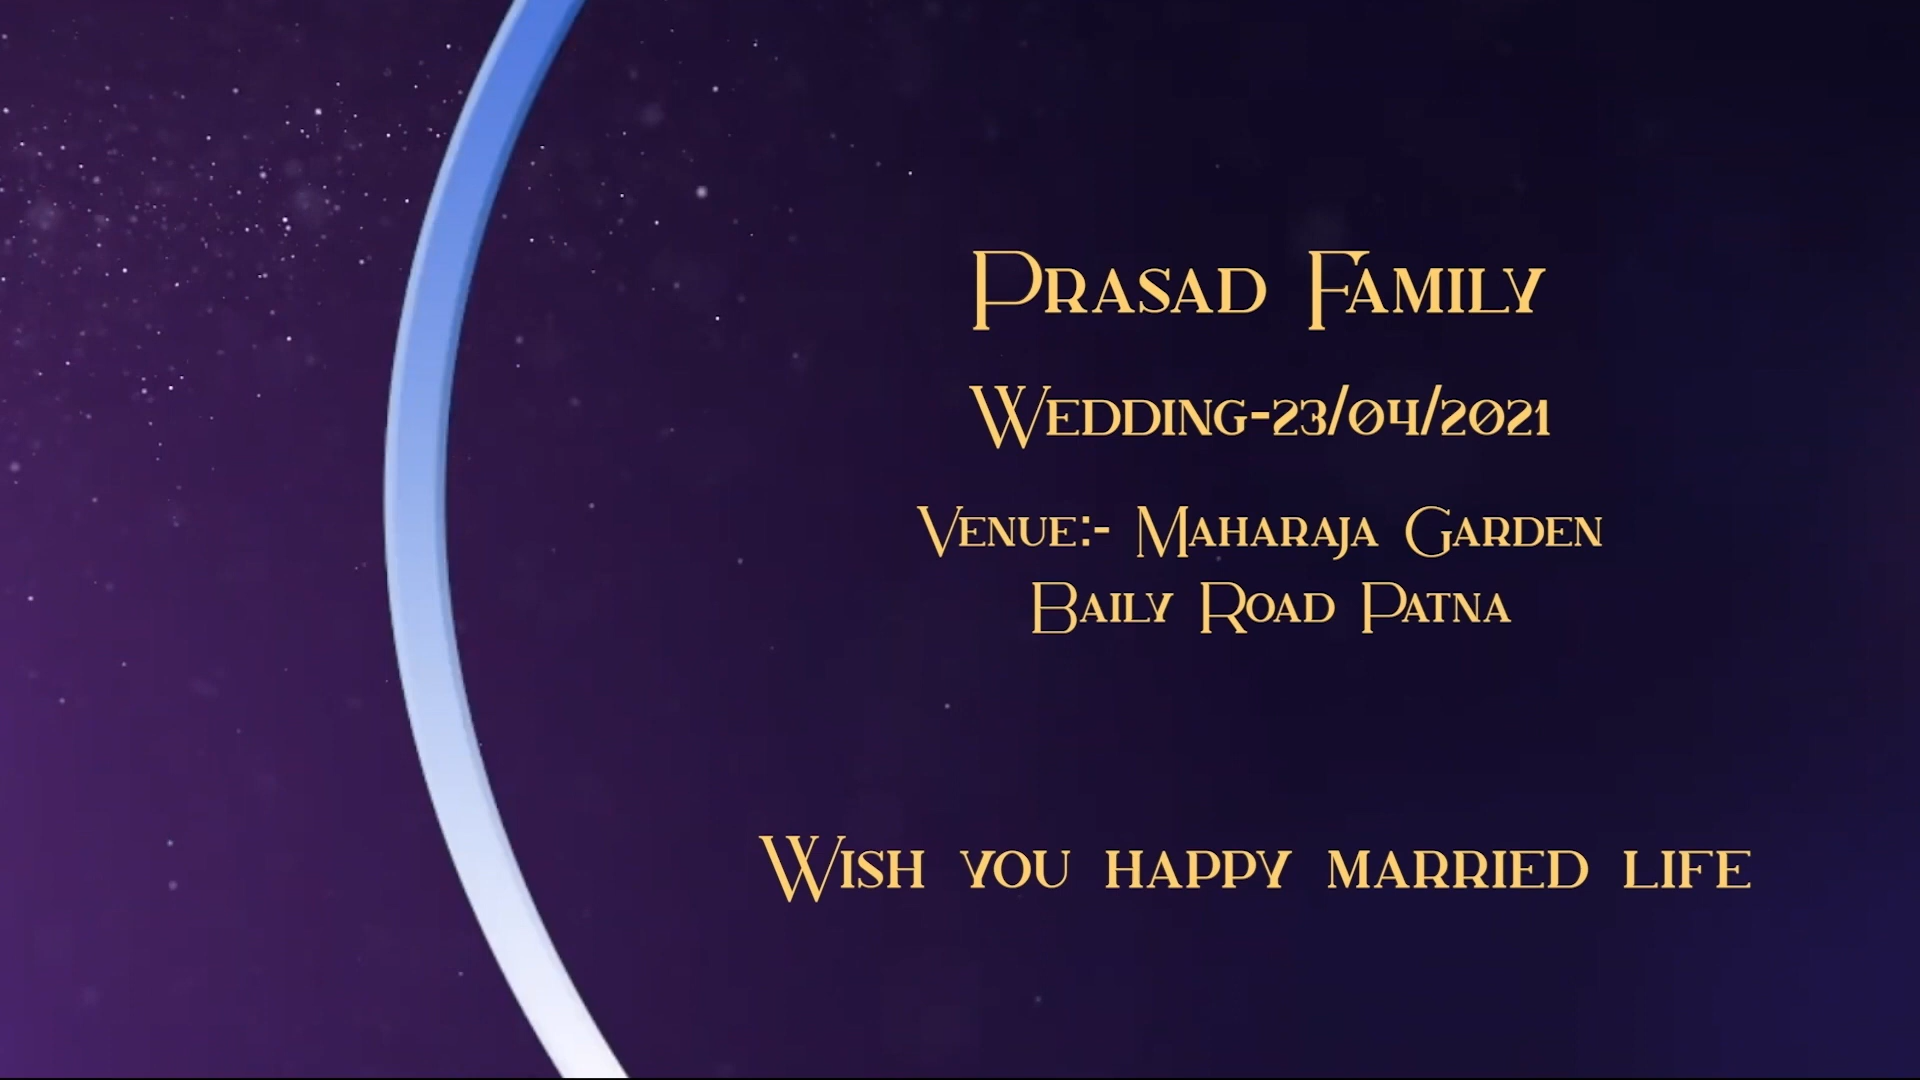 Prasad Family
Wedding-23/04/2021
Venue:- Maharaja Garden
Baily Road Patna
Wish you happy married life